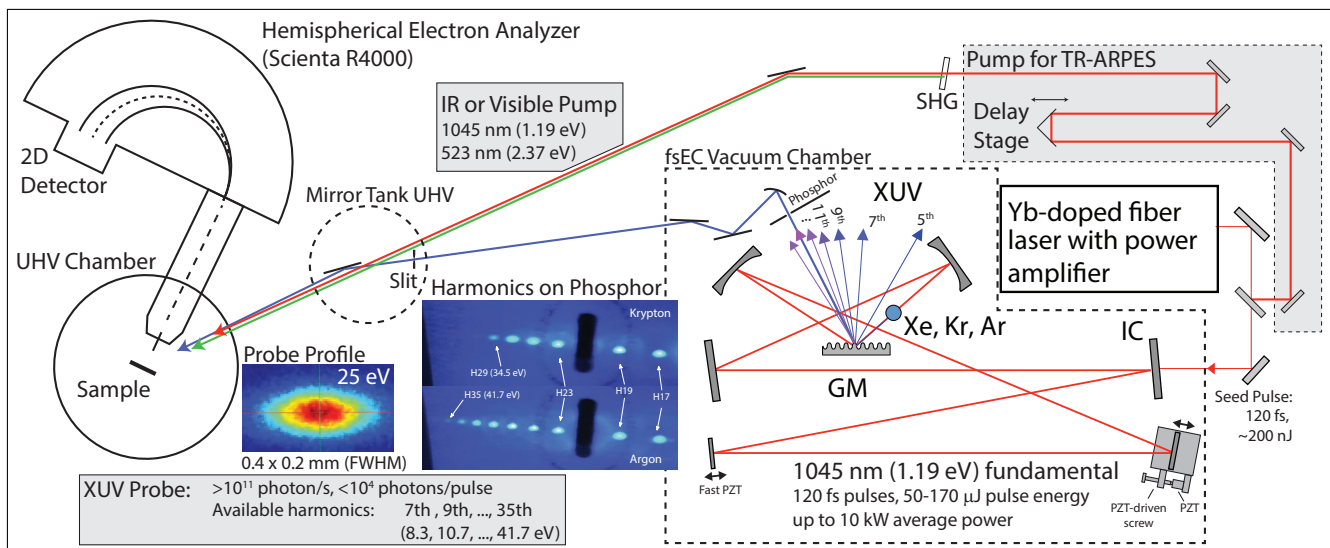 Hemispherical Electron Analyzer
(Scienta R4000)
2D
Detector
UHV Chamber
Sample
IR or Visible Pump
1045 nm (1.19 eV)
523 nm (2.37 eV)
Mirror Tank UHV
Slit
SHG
Pump for TR-ARPES
Delay
Stage
fsEC Vacuum Chamber
Phosphor
XUV
...
11th
9th
7th
5th
Yb-doped fiber
laser with power
amplifier
Xe, Kr, Ar
GM
IC
Seed Pulse:
120 fs,
~200 nJ
Harmonics on Phosphor
Krypton
H29 (34.5 eV)
H35 (41.7 eV)
H23
H19
H17
Argon
Probe Profile
25 eV
0.4 x 0.2 mm (FWHM)
Fast PZT
1045 nm (1.19 eV) fundamental
120 fs pulses, 50-170 μJ pulse energy
up to 10 kW average power
PZT-driven
screw
PZT
XUV Probe: >10¹¹ photon/s, <10⁴ photons/pulse
Available harmonics: 7th , 9th, ..., 35th
(8.3, 10.7, ..., 41.7 eV)